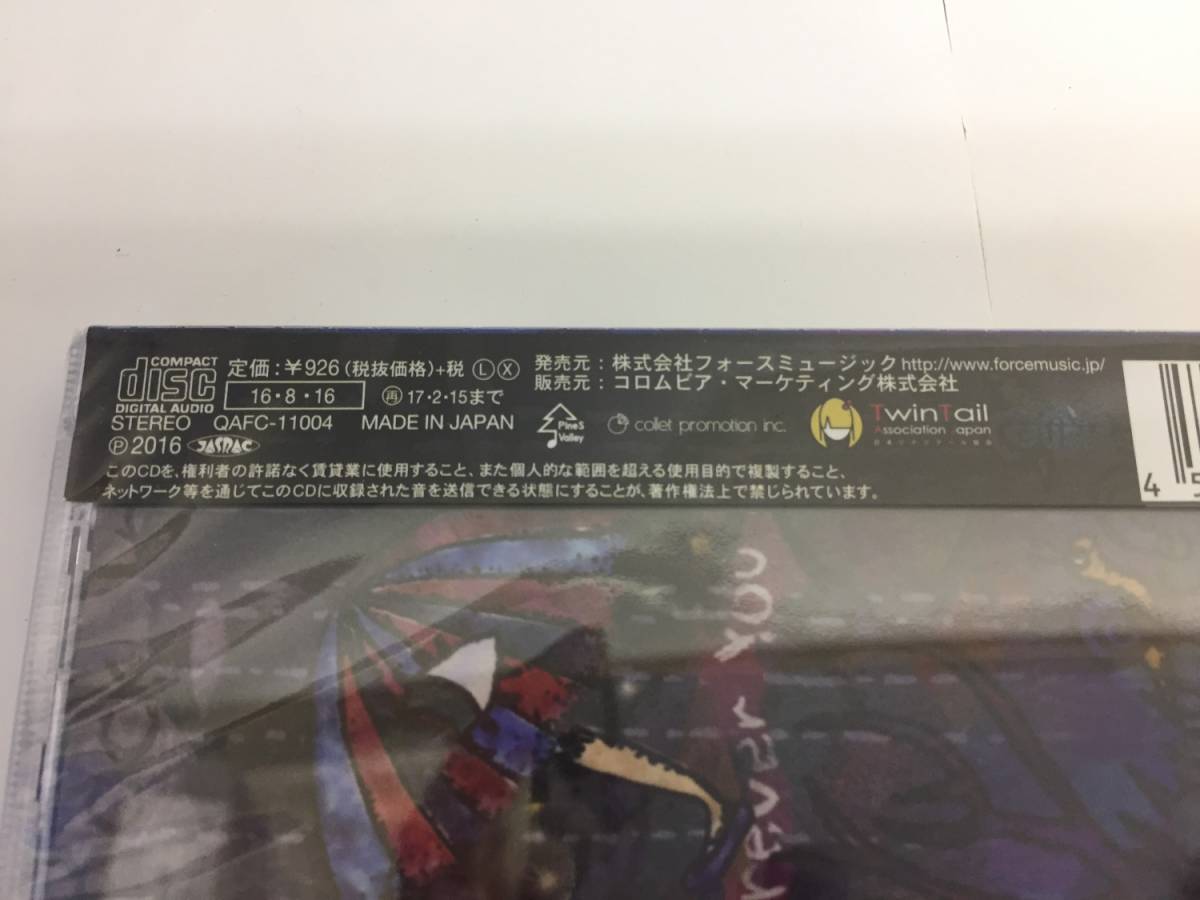 COMPACT
disc
DIGITAL AUDIO
定価：¥926（税抜価格）+税 Ⓛ Ⓧ
16・8・16 再 17・2・15まで
STEREO QAFC-11004 MADE IN JAPAN
Ⓟ 2016 JASRAC
発売元：株式会社フォースミュージック http://www.forcemusic.jp/
販売元：コロムビア・マーケティング株式会社
PineS
Valley
collet promotion inc.
TwinTail
Association Japan
このCDを、権利者の許諾なく賃貸業に使用すること、また個人的な範囲を超える使用目的で複製すること、
ネットワーク等を通じてこのCDに収録された音を送信できる状態にすることが、著作権法上で禁じられています。
4 5
never you